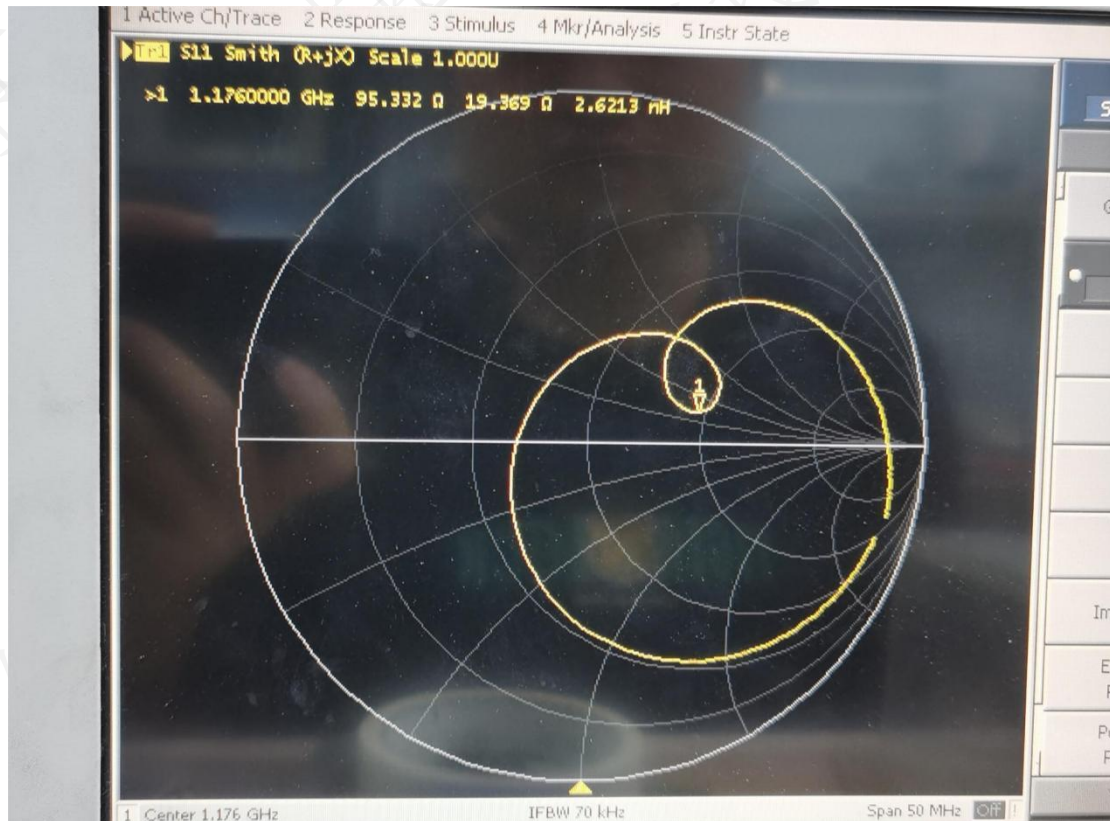 1 Active Ch/Trace 2 Response 3 Stimulus 4 Mkr/Analysis 5 Instr State
Tr1 S11 Smith (R+jX) Scale 1.000U
>1 1.1760000 GHz 95.332 Ω 19.369 Ω 2.6213 nH
1
1 Center 1.176 GHz IFBW 70 kHz Span 50 MHz Off